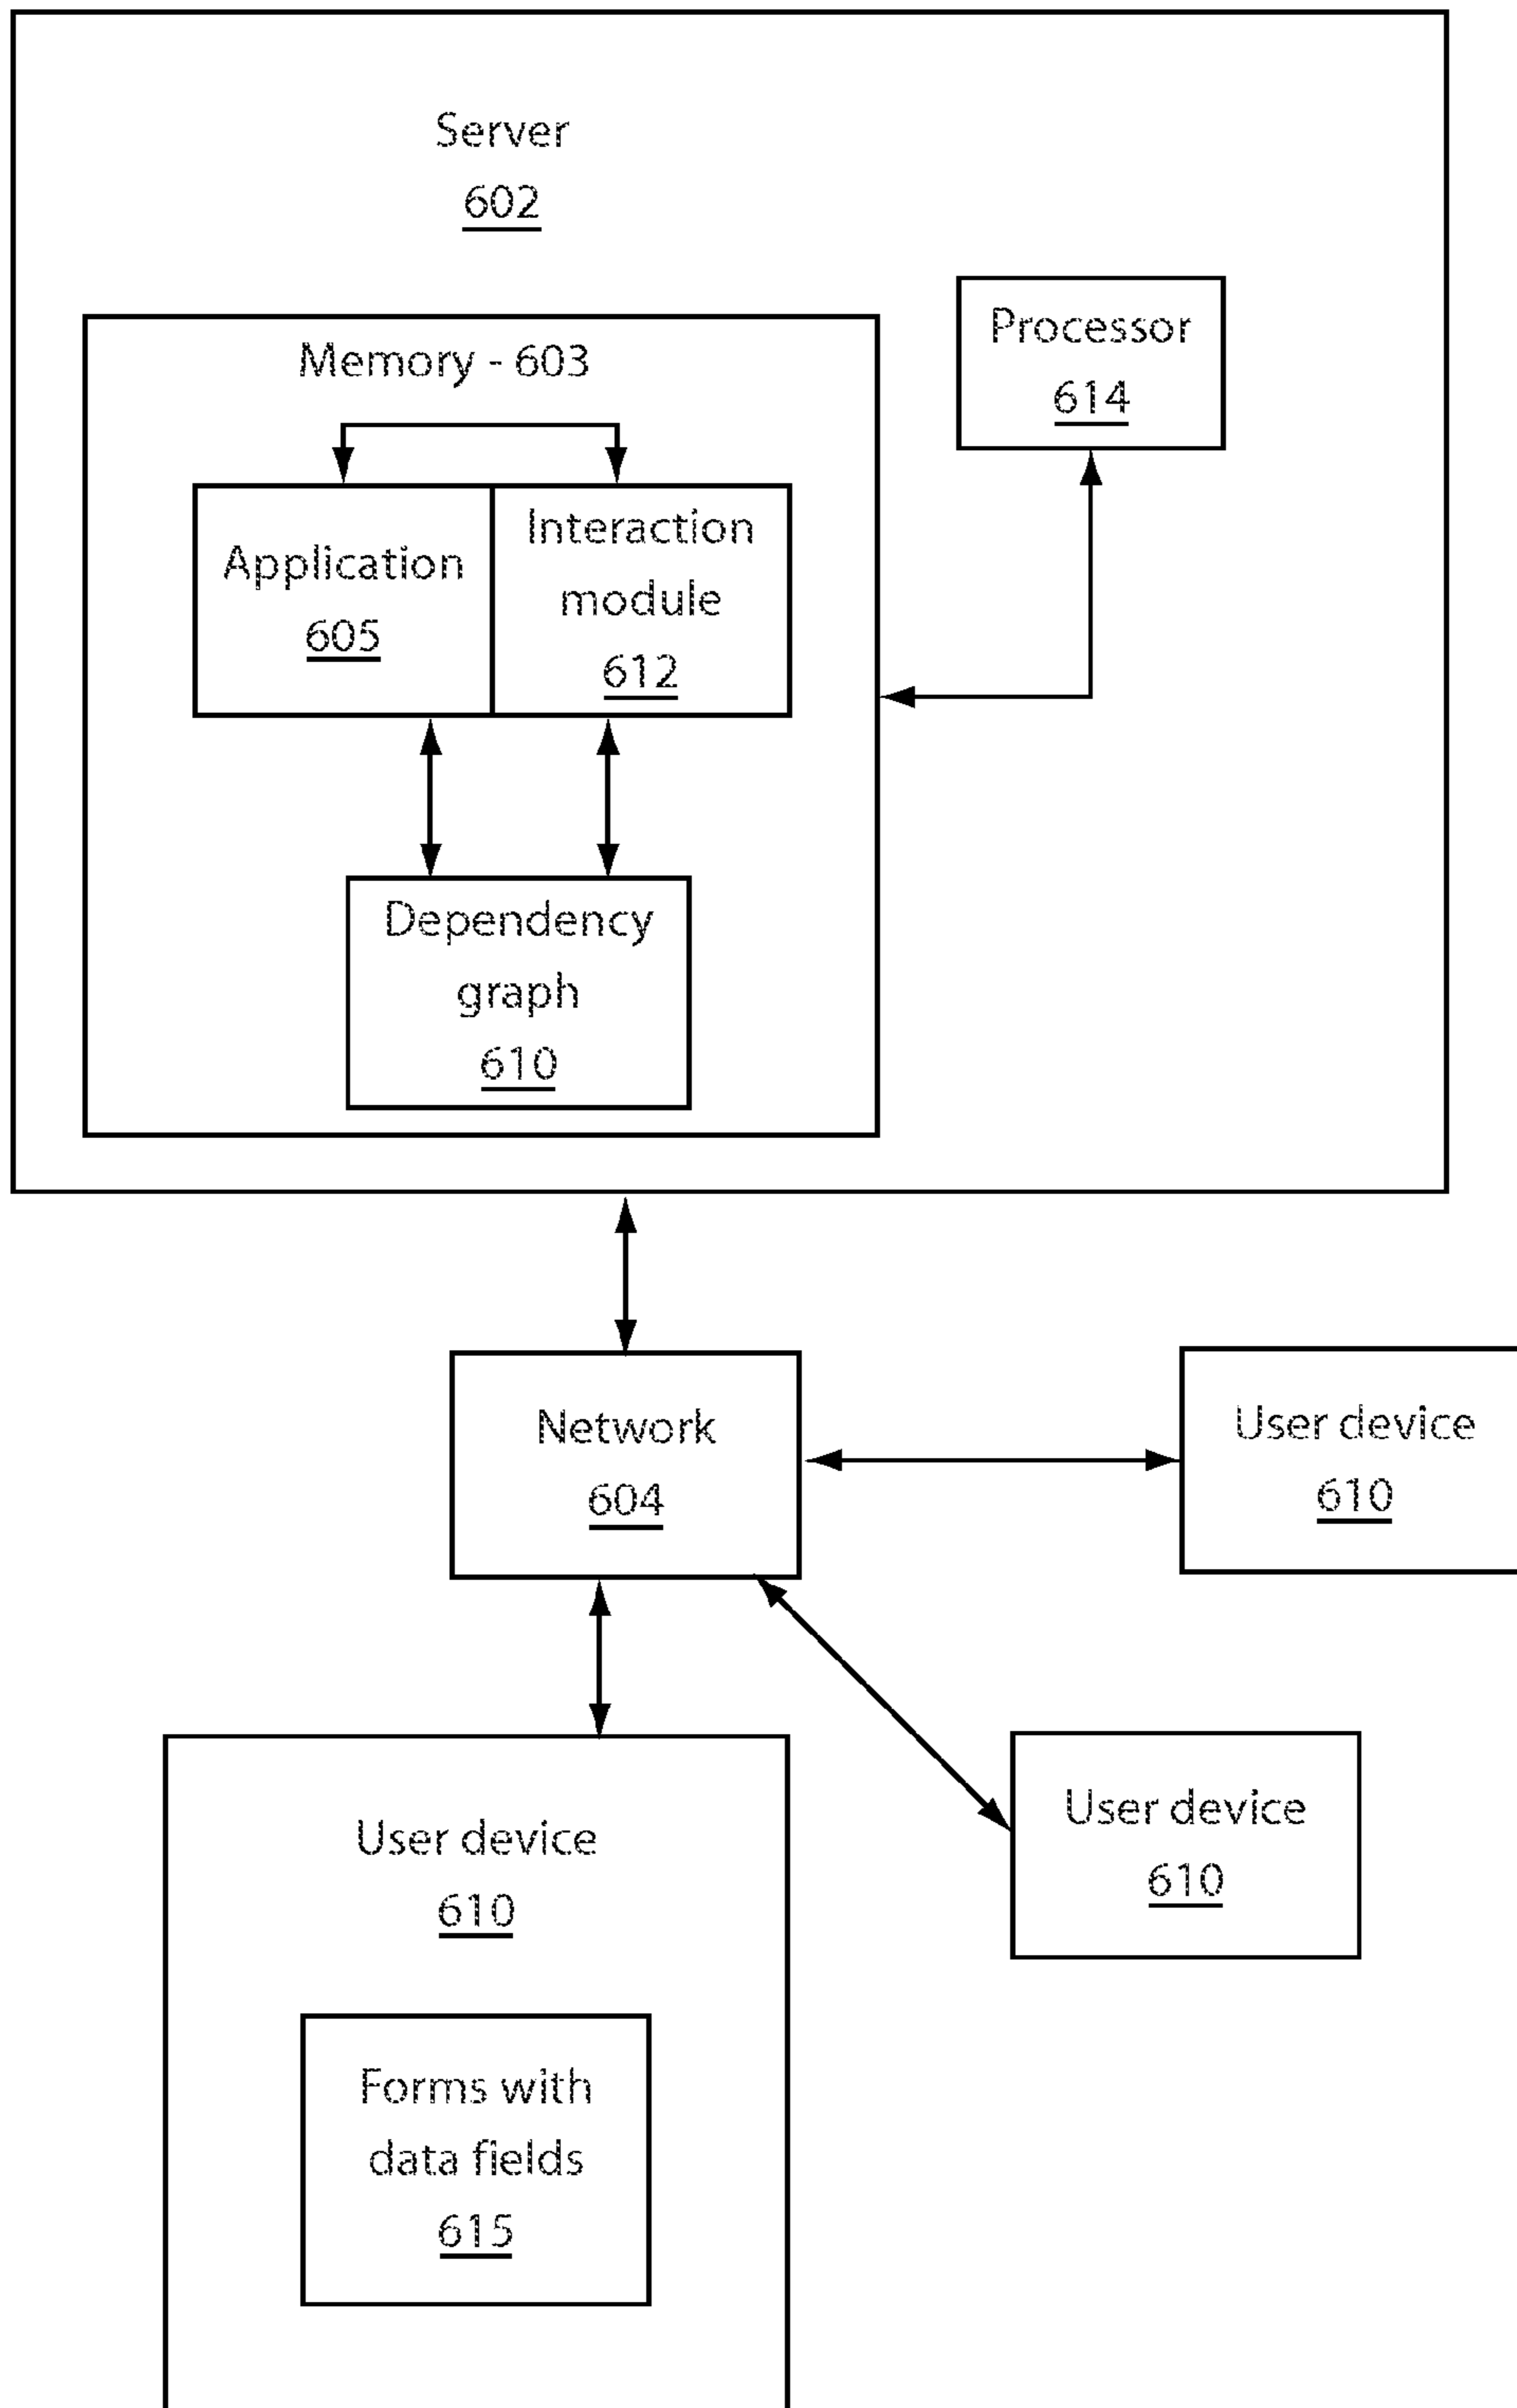 Server
602
Processor
614
Memory - 603
Application
605
Interaction
module
612
Dependency
graph
610
Network
604
User device
610
User device
610
User device
610
Forms with
data fields
615